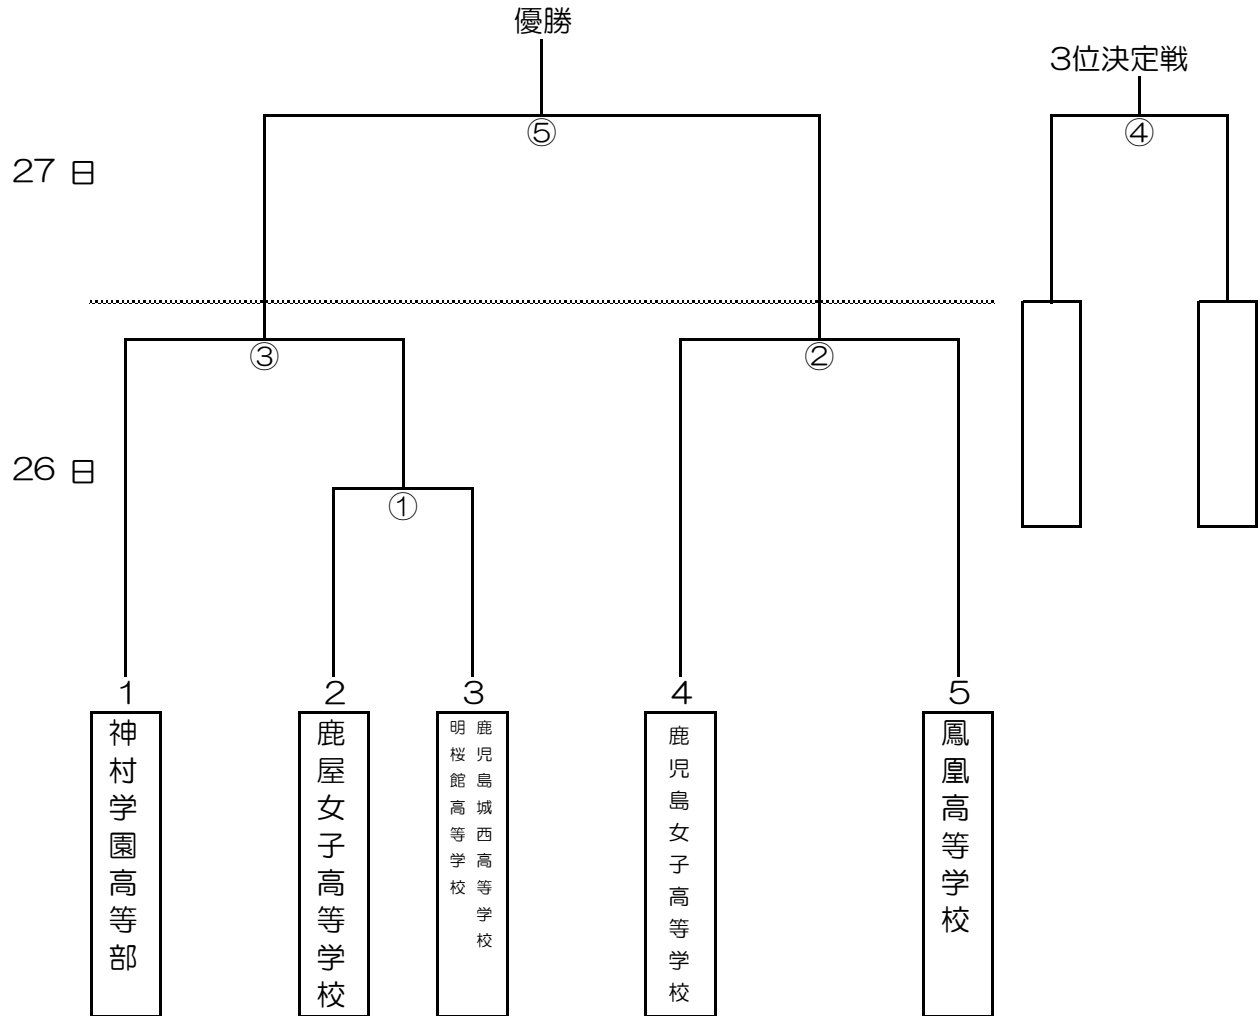 優勝
3位決定戦
⑤
④
27 日
③
②
26 日
①
1
2
3
4
5
神村学園高等部
鹿屋女子高等学校
鹿児島城西高等学校
明桜館高等学校
鹿児島女子高等学校
鳳凰高等学校